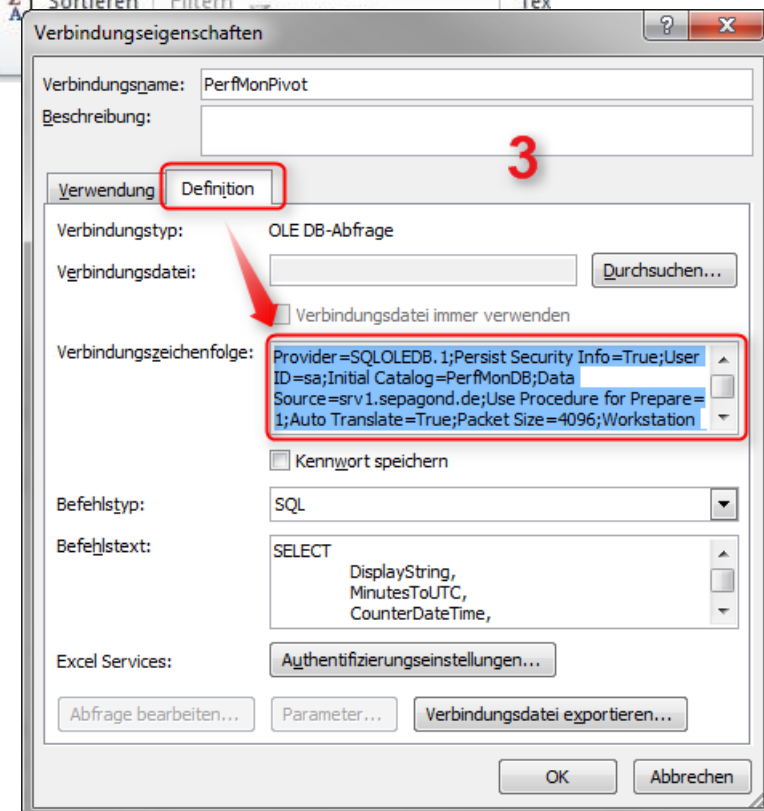 Sortieren Filtern Tex
Verbindungseigenschaften
Verbindungsname: PerfMonPivot
Beschreibung:
3
Verwendung Definition
Verbindungstyp: OLE DB-Abfrage
Verbindungsdatei: Durchsuchen...
Verbindungsdatei immer verwenden
Verbindungszeichenfolge: Provider=SQLOLEDB.1;Persist Security Info=True;User
ID=sa;Initial Catalog=PerfMonDB;Data
Source=srv1.sepagond.de;Use Procedure for Prepare=
1;Auto Translate=True;Packet Size=4096;Workstation
Kennwort speichern
Befehlstyp: SQL
Befehlstext: SELECT
DisplayString,
MinutesToUTC,
CounterDateTime,
Excel Services: Authentifizierungseinstellungen...
Abfrage bearbeiten... Parameter... Verbindungsdatei exportieren...
OK Abbrechen